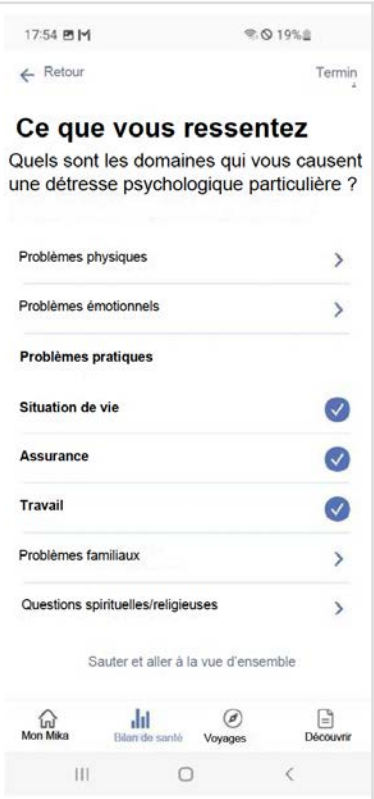 17:54
19%
Retour
Termin
Ce que vous ressentez
Quels sont les domaines qui vous causent
une détresse psychologique particulière ?
Problèmes physiques
Problèmes émotionnels
Problèmes pratiques
Situation de vie
Assurance
Travail
Problèmes familiaux
Questions spirituelles/religieuses
Sauter et aller à la vue d'ensemble
Mon Mika
Bilan de santé
Voyages
Découvrir